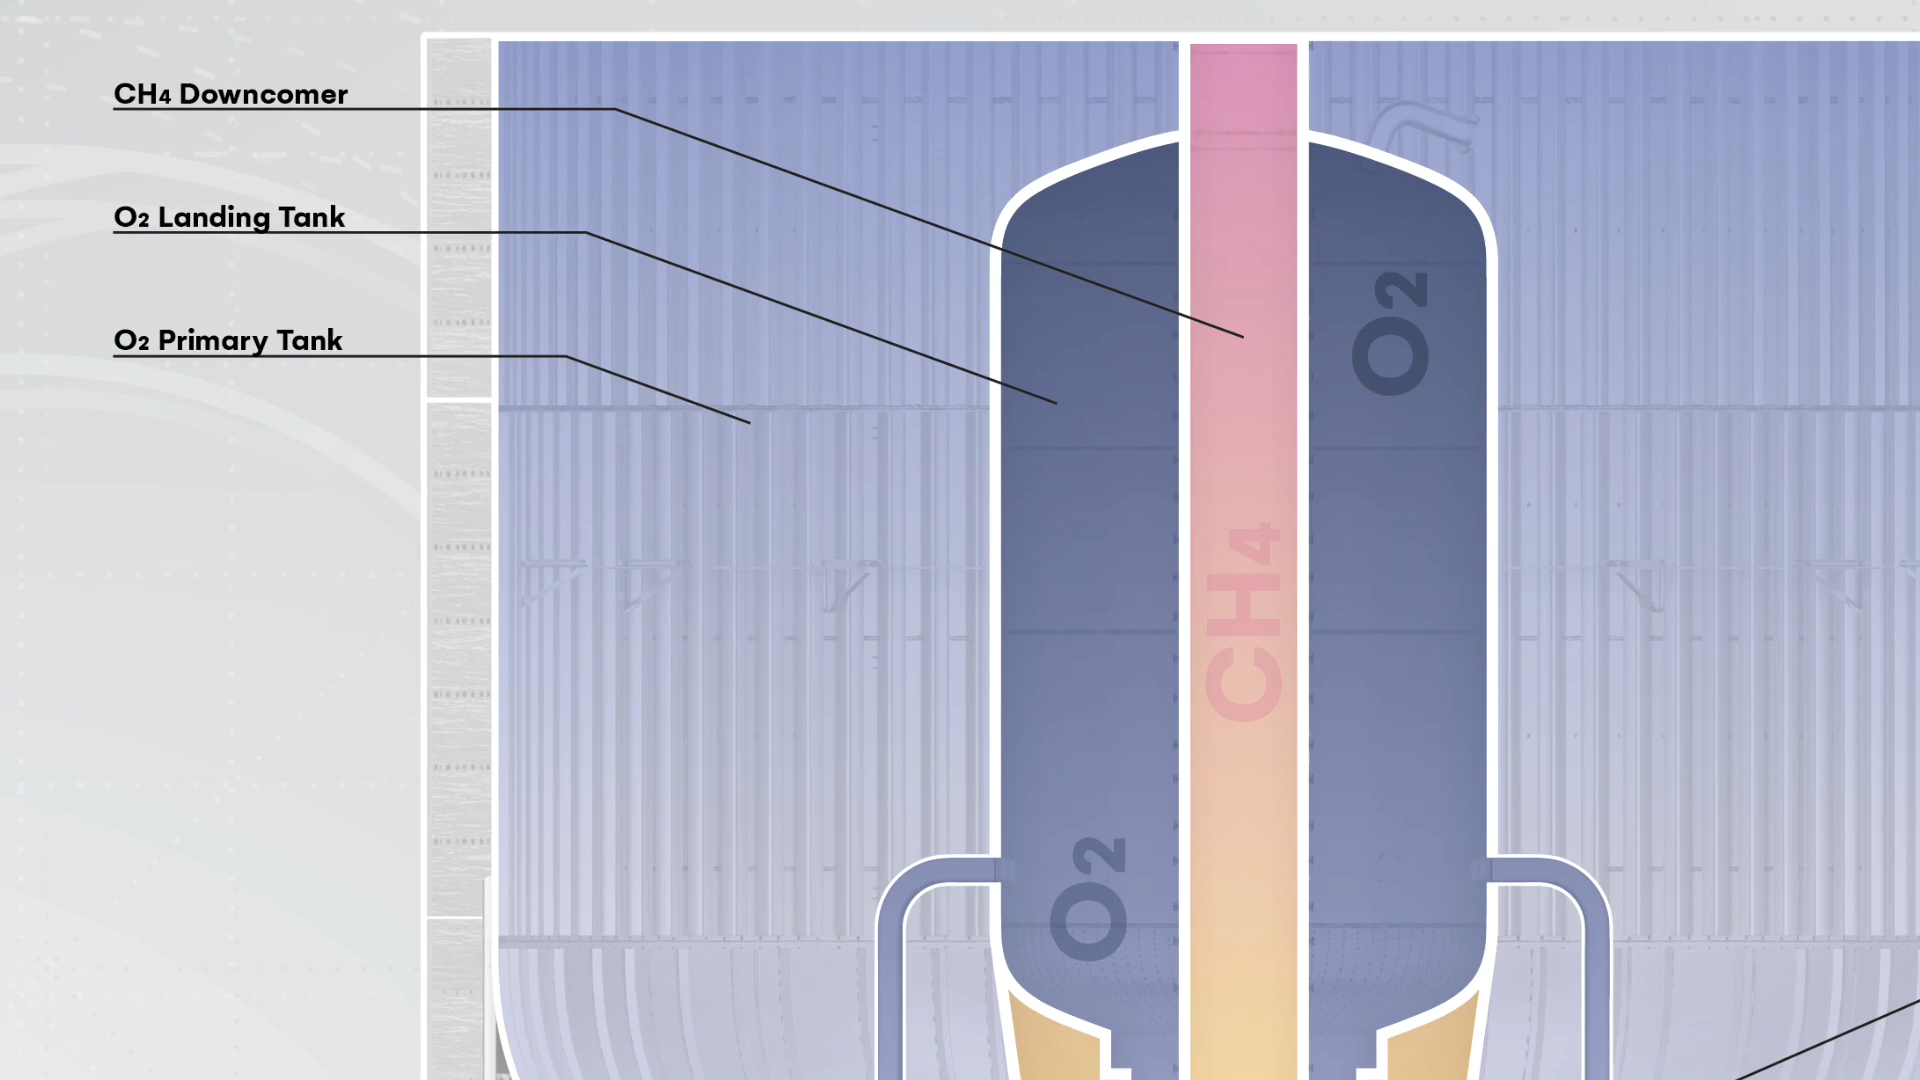 CH4 Downcomer
O2 Landing Tank
O2 Primary Tank
O2
CH4
O2